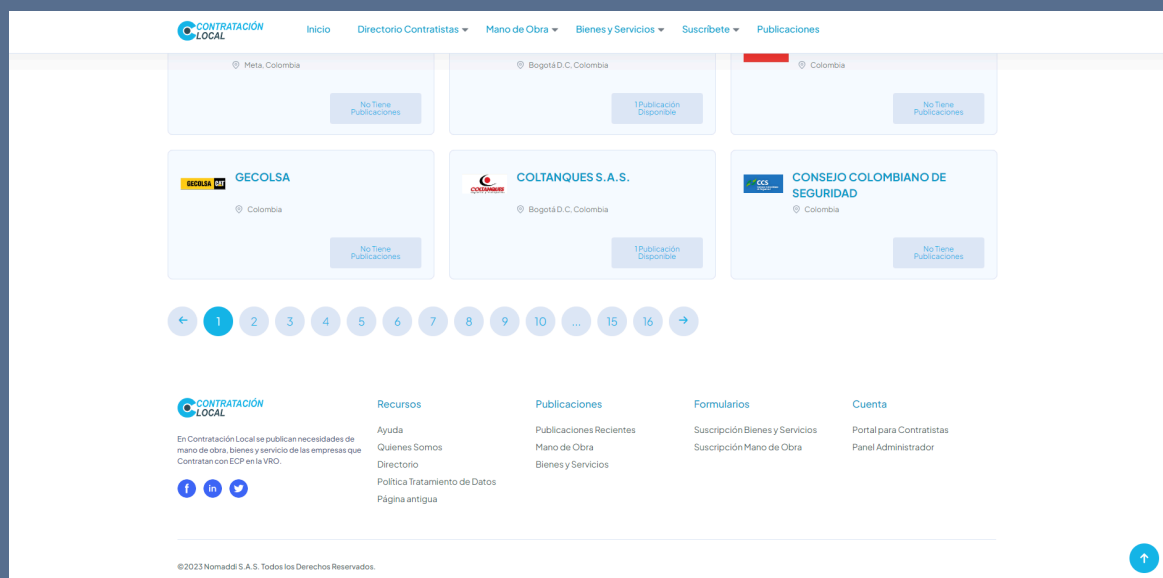 CONTRATACIÓN
LOCAL
Inicio
Directorio Contratistas
Mano de Obra
Bienes y Servicios
Suscríbete
Publicaciones
Meta, Colombia
Bogotá D.C, Colombia
Colombia
No Tiene
Publicaciones
1 Publicación
Disponible
No Tiene
Publicaciones
GECOLSA CAT
GECOLSA
Colombia
No Tiene
Publicaciones
COLTANQUES
COLTANQUES S.A.S.
Bogotá D.C, Colombia
1 Publicación
Disponible
CCS
CONSEJO COLOMBIANO DE
SEGURIDAD
Colombia
No Tiene
Publicaciones
1 2 3 4 5 6 7 8 9 10 ... 15 16
CONTRATACIÓN
LOCAL
En Contratación Local se publican necesidades de
mano de obra, bienes y servicio de las empresas que
Contratan con ECP en la VRO.
Recursos
Ayuda
Quienes Somos
Directorio
Política Tratamiento de Datos
Página antigua
Publicaciones
Publicaciones Recientes
Mano de Obra
Bienes y Servicios
Formularios
Suscripción Bienes y Servicios
Suscripción Mano de Obra
Cuenta
Portal para Contratistas
Panel Administrador
©2023 Nomaddi S.A.S. Todos los Derechos Reservados.